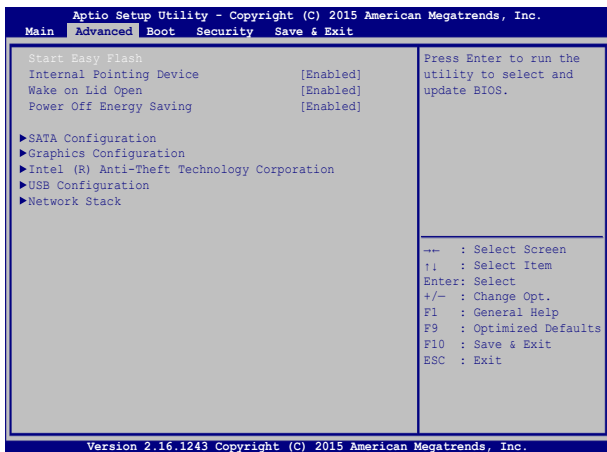 Aptio Setup Utility - Copyright (C) 2015 American Megatrends, Inc.
Main Advanced Boot Security Save & Exit
Start Easy Flash
Internal Pointing Device [Enabled]
Wake on Lid Open [Enabled]
Power Off Energy Saving [Enabled]
▶SATA Configuration
▶Graphics Configuration
▶Intel (R) Anti-Theft Technology Corporation
▶USB Configuration
▶Network Stack
Press Enter to run the
utility to select and
update BIOS.
→← : Select Screen
↑↓ : Select Item
Enter: Select
+/— : Change Opt.
F1 : General Help
F9 : Optimized Defaults
F10 : Save & Exit
ESC : Exit
Version 2.16.1243 Copyright (C) 2015 American Megatrends, Inc.